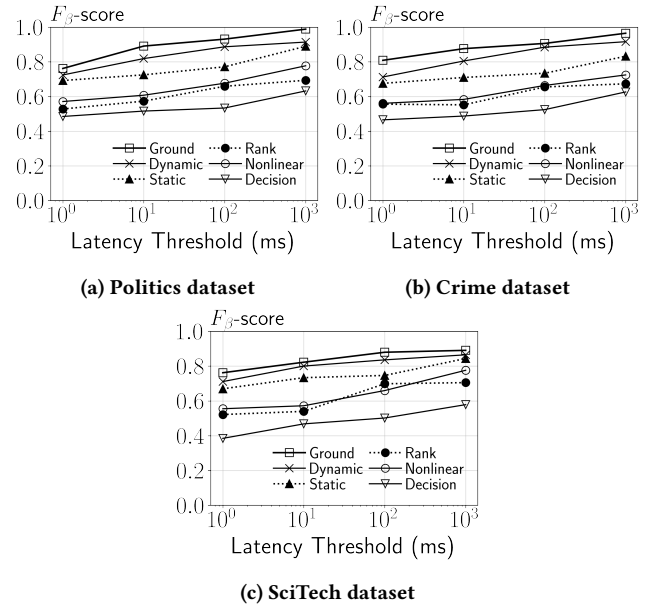 F_β-score
1.0
0.8
0.6
0.4
0.2
0.0
Ground Rank
Dynamic Nonlinear
Static Decision
10^0 10^1 10^2 10^3
Latency Threshold (ms)
(a) Politics dataset
F_β-score
1.0
0.8
0.6
0.4
0.2
0.0
Ground Rank
Dynamic Nonlinear
Static Decision
10^0 10^1 10^2 10^3
Latency Threshold (ms)
(b) Crime dataset
F_β-score
1.0
0.8
0.6
0.4
0.2
0.0
Ground Rank
Dynamic Nonlinear
Static Decision
10^0 10^1 10^2 10^3
Latency Threshold (ms)
(c) SciTech dataset